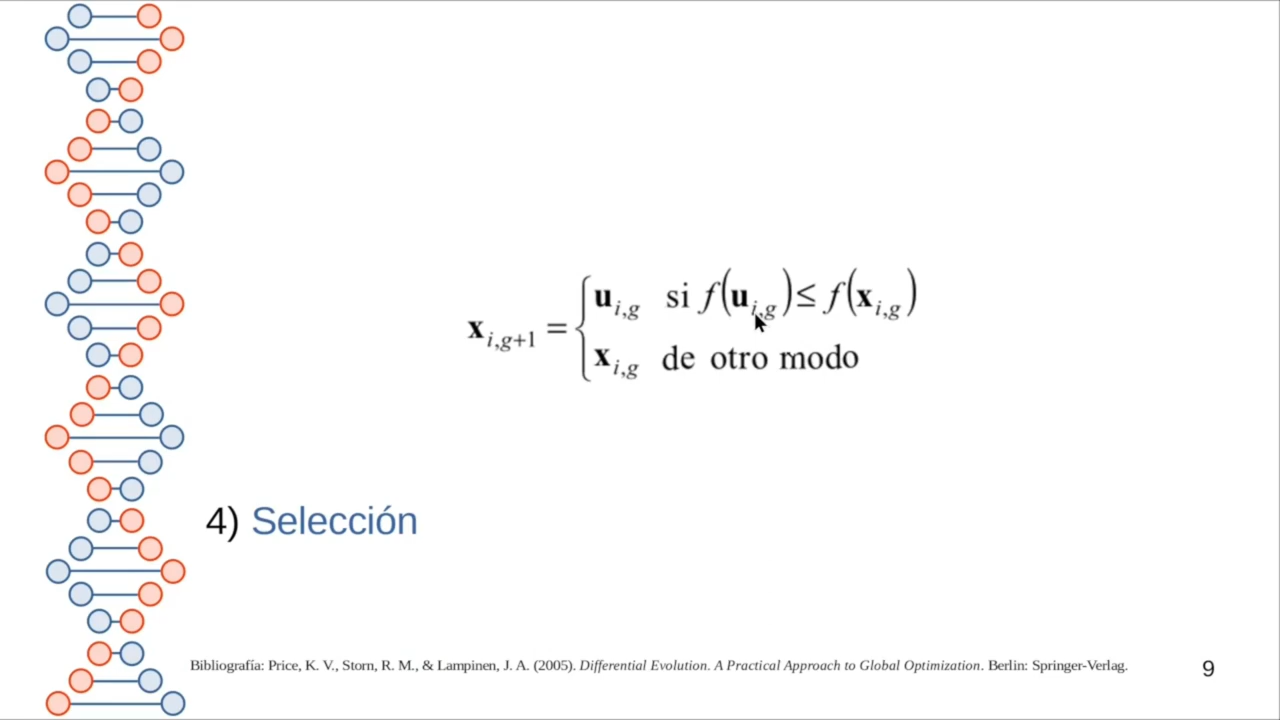 x_{i,g+1} = { u_{i,g} si f(u_{i,g}) ≤ f(x_{i,g})
x_{i,g} de otro modo
4) Selección
Bibliografía: Price, K. V., Storn, R. M., & Lampinen, J. A. (2005). Differential Evolution. A Practical Approach to Global Optimization. Berlin: Springer-Verlag.
9